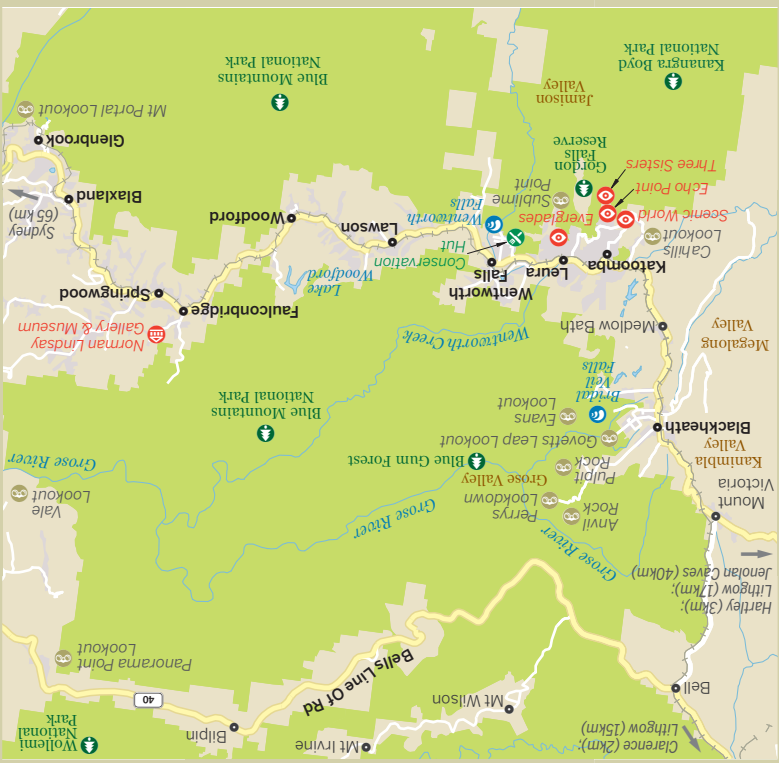 Clarence (2km);
Lithgow (15km)
Mt Irvine
Bilpin
Wollemi
National
Park
40
Mt Wilson
Bell
Bells Line Of Rd
Panorama Point
Lookout
Hartley (3km);
Lithgow (17km);
Jenolan Caves (40km)
Grose River
Mount
Victoria
Anvil
Rock
Perrys
Lookdown
Grose River
Vale
Lookout
Grose River
Pulpit
Rock
Grose Valley
Blue Gum Forest
Kanimbla
Valley
Govetts Leap Lookout
Blackheath
Evans
Lookout
Bridal
Veil
Falls
Blue Mountains
National Park
Megalong
Valley
Medlow Bath
Wentworth Creek
Norman Lindsay
Gallery & Museum
Faulconbridge
Springwood
Lake
Woodford
Wentworth
Falls
Leura
Katoomba
Conservation
Hut
Cahills
Lookout
Lawson
Woodford
Wentworth
Falls
Everglades
Scenic World
Echo Point
Three Sisters
Sublime
Point
Gordon
Falls
Reserve
Sydney
(65km)
Blaxland
Glenbrook
Mt Portal Lookout
Jamison
Valley
Blue Mountains
National Park
Kanangra Boyd
National Park